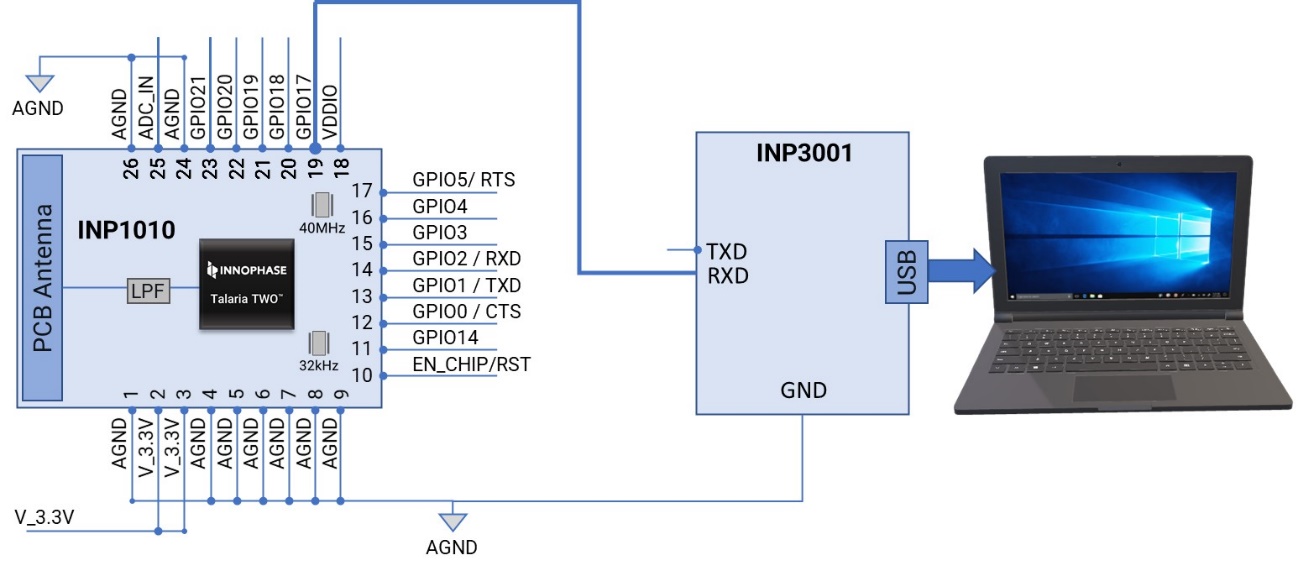 AGND
AGND
ADC_IN
AGND
GPIO21
GPIO20
GPIO19
GPIO18
GPIO17
VDDIO
26
25
24
23
22
21
20
19
18
PCB Antenna
INP1010
LPF
INNOPHASE
Talaria TWO™
40MHz
32kHz
17 GPIO5/ RTS
16 GPIO4
15 GPIO3
14 GPIO2 / RXD
13 GPIO1 / TXD
12 GPIO0 / CTS
11 GPIO14
10 EN_CHIP/RST
1
2
3
4
5
6
7
8
9
AGND
V_3.3V
V_3.3V
AGND
AGND
AGND
AGND
AGND
AGND
V_3.3V
AGND
INP3001
TXD
RXD
USB
GND